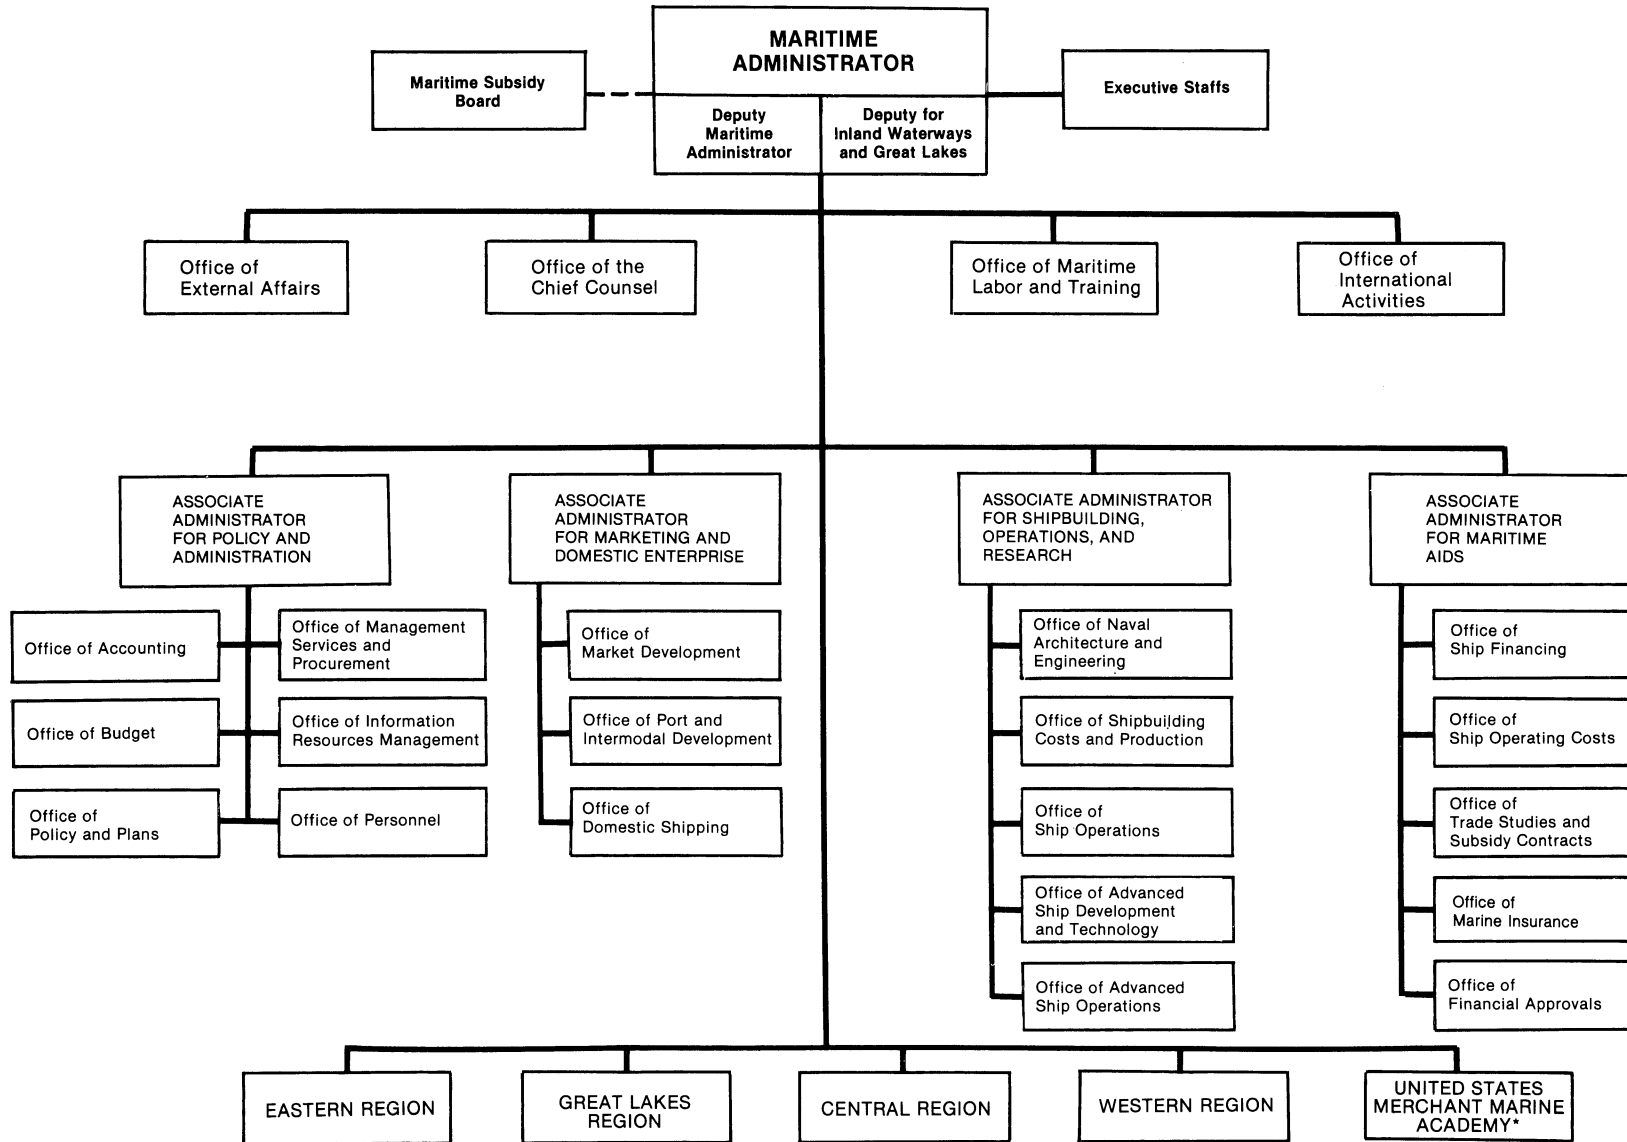 MARITIME
ADMINISTRATOR
Maritime Subsidy
Board
Executive Staffs
Deputy
Maritime
Administrator
Deputy for
Inland Waterways
and Great Lakes
Office of
External Affairs
Office of the
Chief Counsel
Office of Maritime
Labor and Training
Office of
International
Activities
ASSOCIATE
ADMINISTRATOR
FOR POLICY AND
ADMINISTRATION
ASSOCIATE
ADMINISTRATOR
FOR MARKETING AND
DOMESTIC ENTERPRISE
ASSOCIATE ADMINISTRATOR
FOR SHIPBUILDING,
OPERATIONS, AND
RESEARCH
ASSOCIATE
ADMINISTRATOR
FOR MARITIME
AIDS
Office of Accounting
Office of Management
Services and
Procurement
Office of Budget
Office of Information
Resources Management
Office of
Policy and Plans
Office of Personnel
Office of
Market Development
Office of Port and
Intermodal Development
Office of
Domestic Shipping
Office of Naval
Architecture and
Engineering
Office of Shipbuilding
Costs and Production
Office of
Ship Operations
Office of Advanced
Ship Development
and Technology
Office of Advanced
Ship Operations
Office of
Ship Financing
Office of
Ship Operating Costs
Office of
Trade Studies and
Subsidy Contracts
Office of
Marine Insurance
Office of
Financial Approvals
EASTERN REGION
GREAT LAKES
REGION
CENTRAL REGION
WESTERN REGION
UNITED STATES
MERCHANT MARINE
ACADEMY*